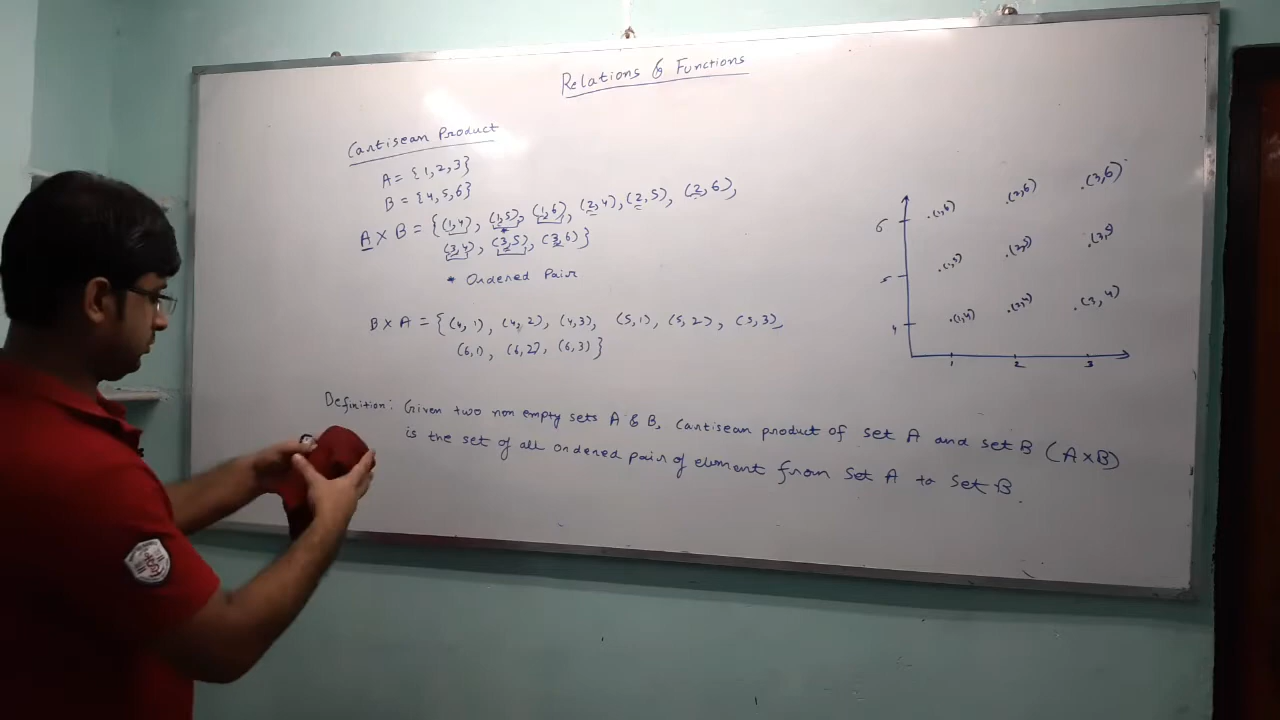 Relations & Functions
Cartisean Product
A = {1,2,3}
B = {4,5,6}
A × B = {(1,4), (1,5), (1,6), (2,4), (2,5), (2,6),
(3,4), (3,5), (3,6)}
* Ordered Pair
B × A = {(4,1), (4,2), (4,3), (5,1), (5,2), (5,3),
(6,1), (6,2), (6,3)}
Definition: Given two non empty sets A & B, Cartisean product of set A and set B (A×B)
is the set of all ordered pair of element from set A to set B.
6 .(1,6) .(2,6) .(3,6)
5 .(1,5) .(2,5) .(3,5)
4 .(1,4) .(2,4) .(3,4)
1 2 3